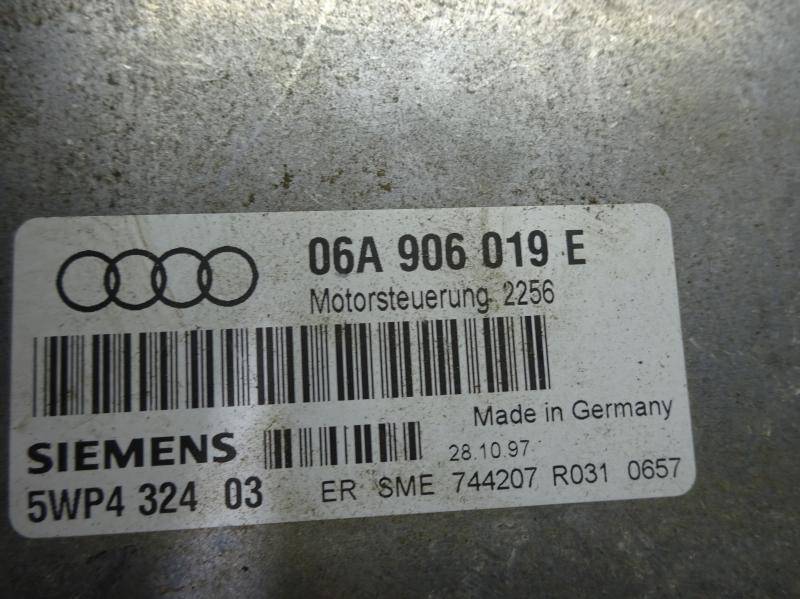 06A 906 019 E
Motorsteuerung 2256
Made in Germany
SIEMENS
28.10.97
5WP4 324 03
ER SME 744207 R031 0657